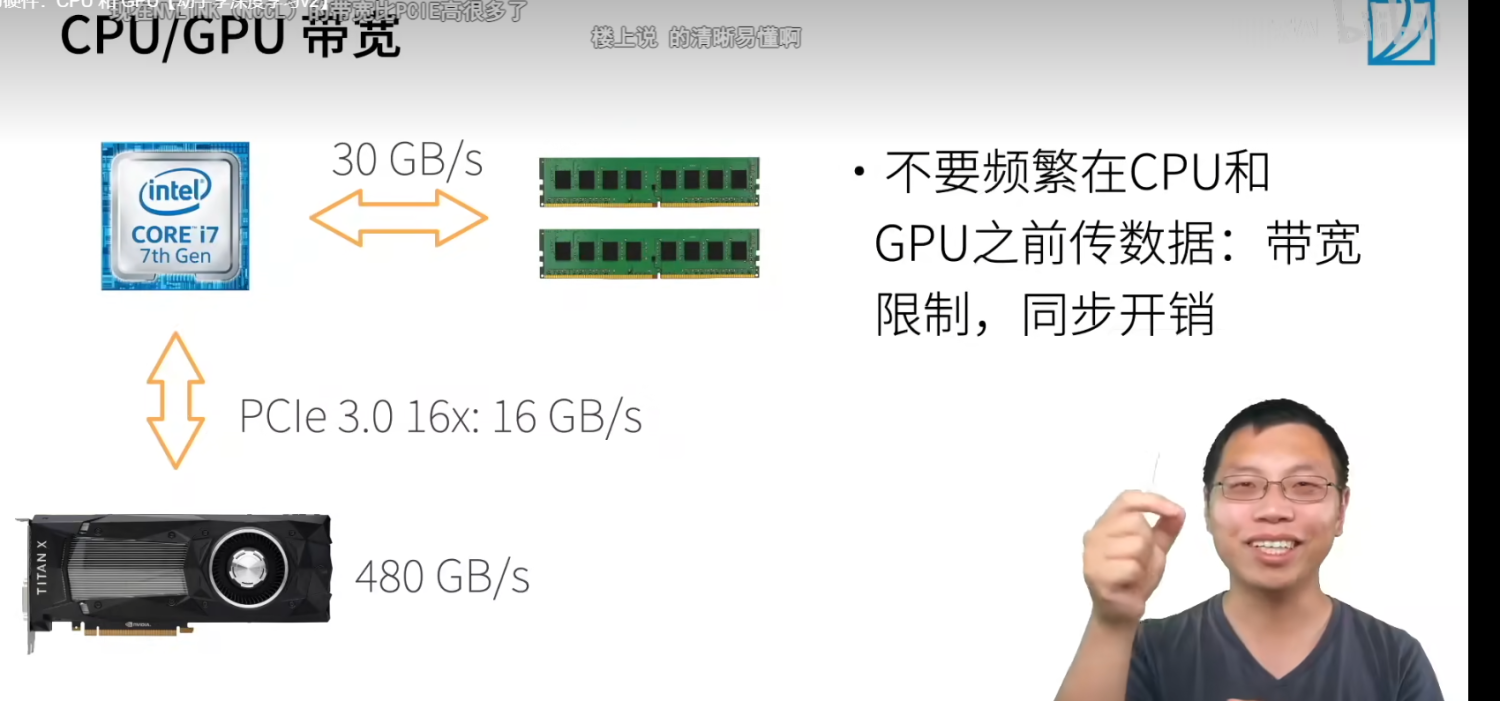 硬件：CPU 和 GPU【动手学深度学习v2】
现在NVLINK（NCCL）的带宽比PCIE高很多了
CPU/GPU 带宽
楼上说 的清晰易懂啊
30 GB/s
intel
CORE i7
7th Gen
• 不要频繁在CPU和
GPU之前传数据：带宽
限制，同步开销
PCIe 3.0 16x: 16 GB/s
TITAN X
NVIDIA
480 GB/s